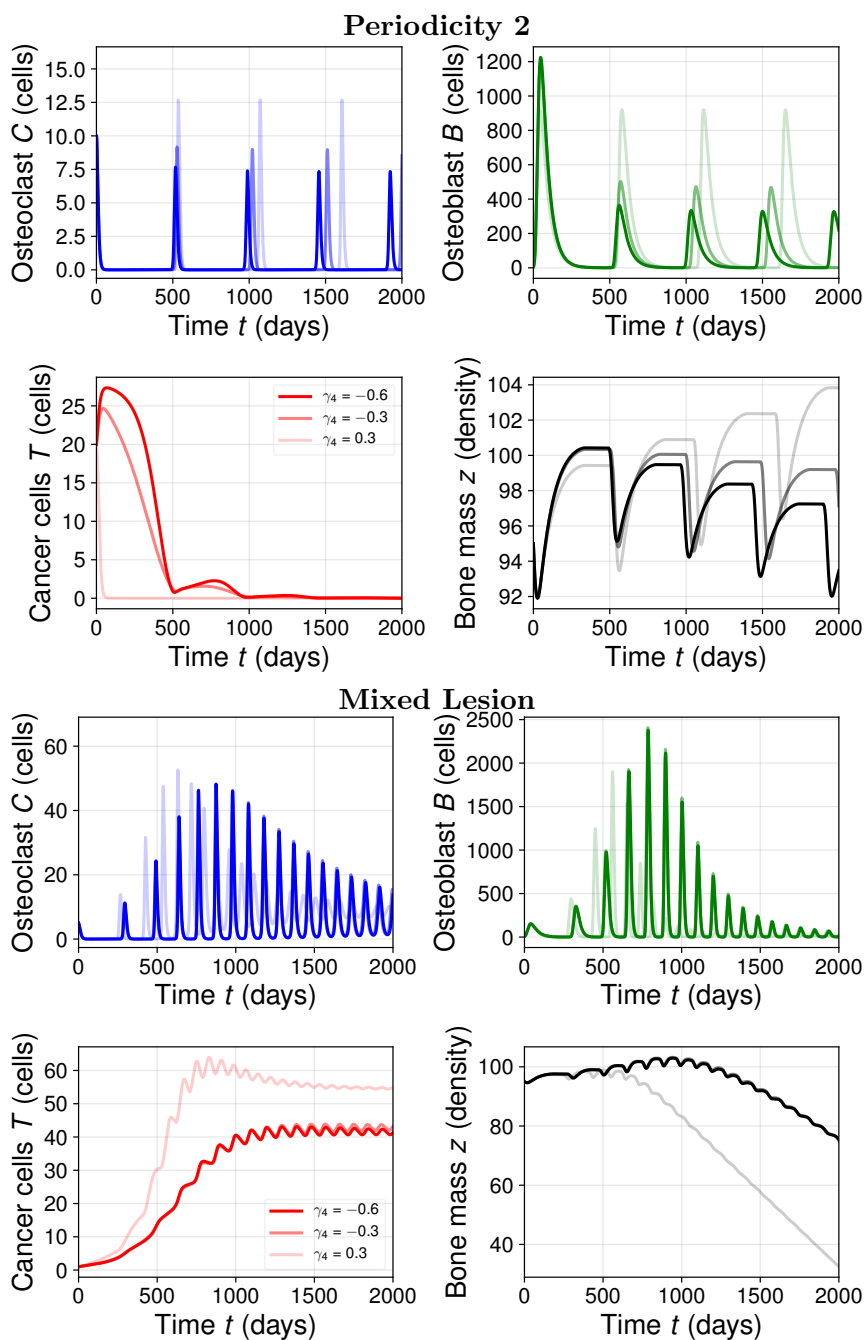 Periodicity 2
Osteoclast C (cells)
15.0
12.5
10.0
7.5
5.0
2.5
0.0
0 500 1000 1500 2000
Time t (days)
Osteoblast B (cells)
1200
1000
800
600
400
200
0
0 500 1000 1500 2000
Time t (days)
Cancer cells T (cells)
25
20
15
10
5
0
γ4 = −0.6
γ4 = −0.3
γ4 = 0.3
0 500 1000 1500 2000
Time t (days)
Bone mass z (density)
104
102
100
98
96
94
92
0 500 1000 1500 2000
Time t (days)
Mixed Lesion
Osteoclast C (cells)
60
40
20
0
0 500 1000 1500 2000
Time t (days)
Osteoblast B (cells)
2500
2000
1500
1000
500
0
0 500 1000 1500 2000
Time t (days)
Cancer cells T (cells)
60
50
40
30
20
10
0
γ4 = −0.6
γ4 = −0.3
γ4 = 0.3
0 500 1000 1500 2000
Time t (days)
Bone mass z (density)
100
80
60
40
0 500 1000 1500 2000
Time t (days)